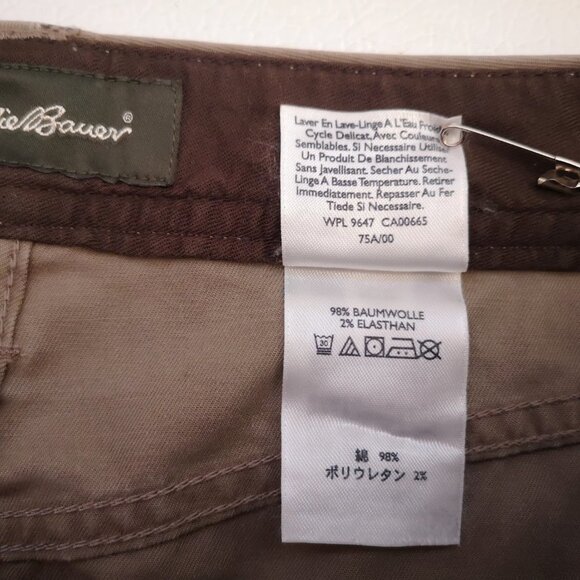 Bauer®
Laver En Lave-Linge A L'Eau
Cycle Delicat, Avec
Semblables. Si Necessaire
Un Produit De Blanchissement
Sans Javellisant. Secher Au Seche-
Linge A Basse Temperature. Retirer
Immediatement. Repasser Au Fer
Tiede Si Necessaire.
WPL 9647 CA00665
75A/00
98% BAUMWOLLE
2% ELASTHAN
30
綿 98%
ポリウレタン 2%